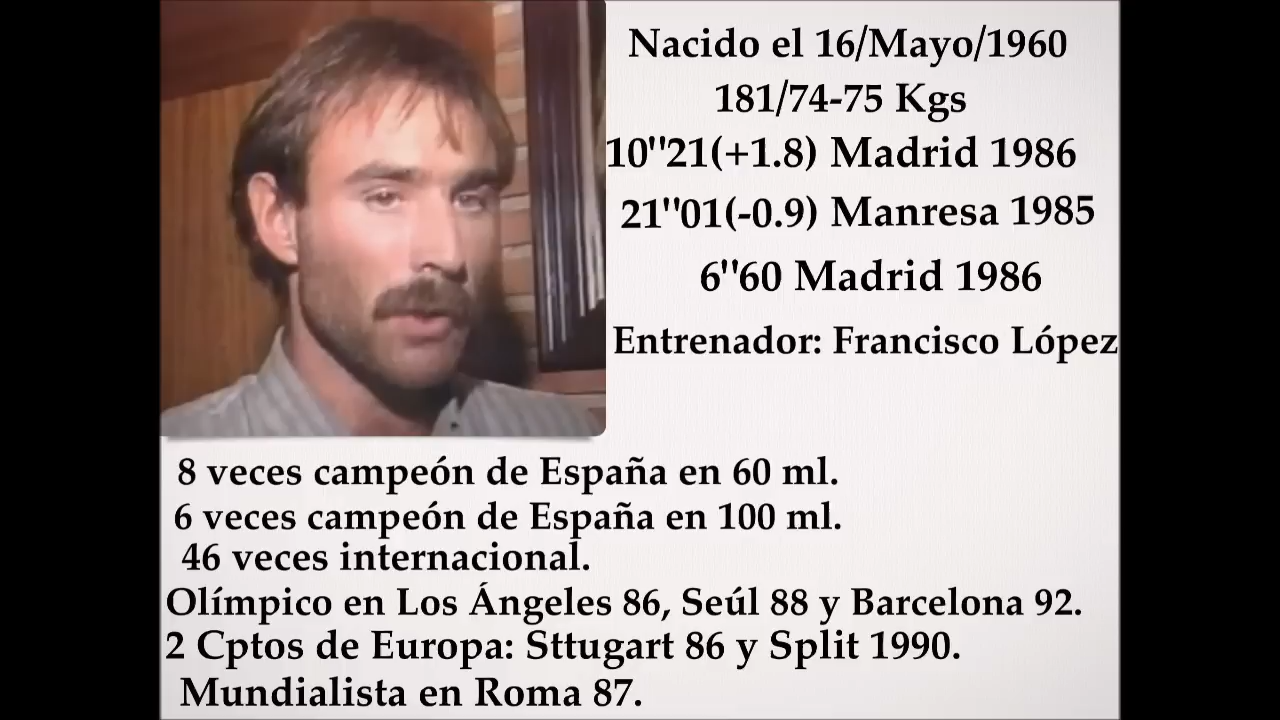 Nacido el 16/Mayo/1960
181/74-75 Kgs
10"21(+1.8) Madrid 1986
21"01(-0.9) Manresa 1985
6"60 Madrid 1986
Entrenador: Francisco López
8 veces campeón de España en 60 ml.
6 veces campeón de España en 100 ml.
46 veces internacional.
Olímpico en Los Ángeles 86, Seúl 88 y Barcelona 92.
2 Cptos de Europa: Sttugart 86 y Split 1990.
Mundialista en Roma 87.